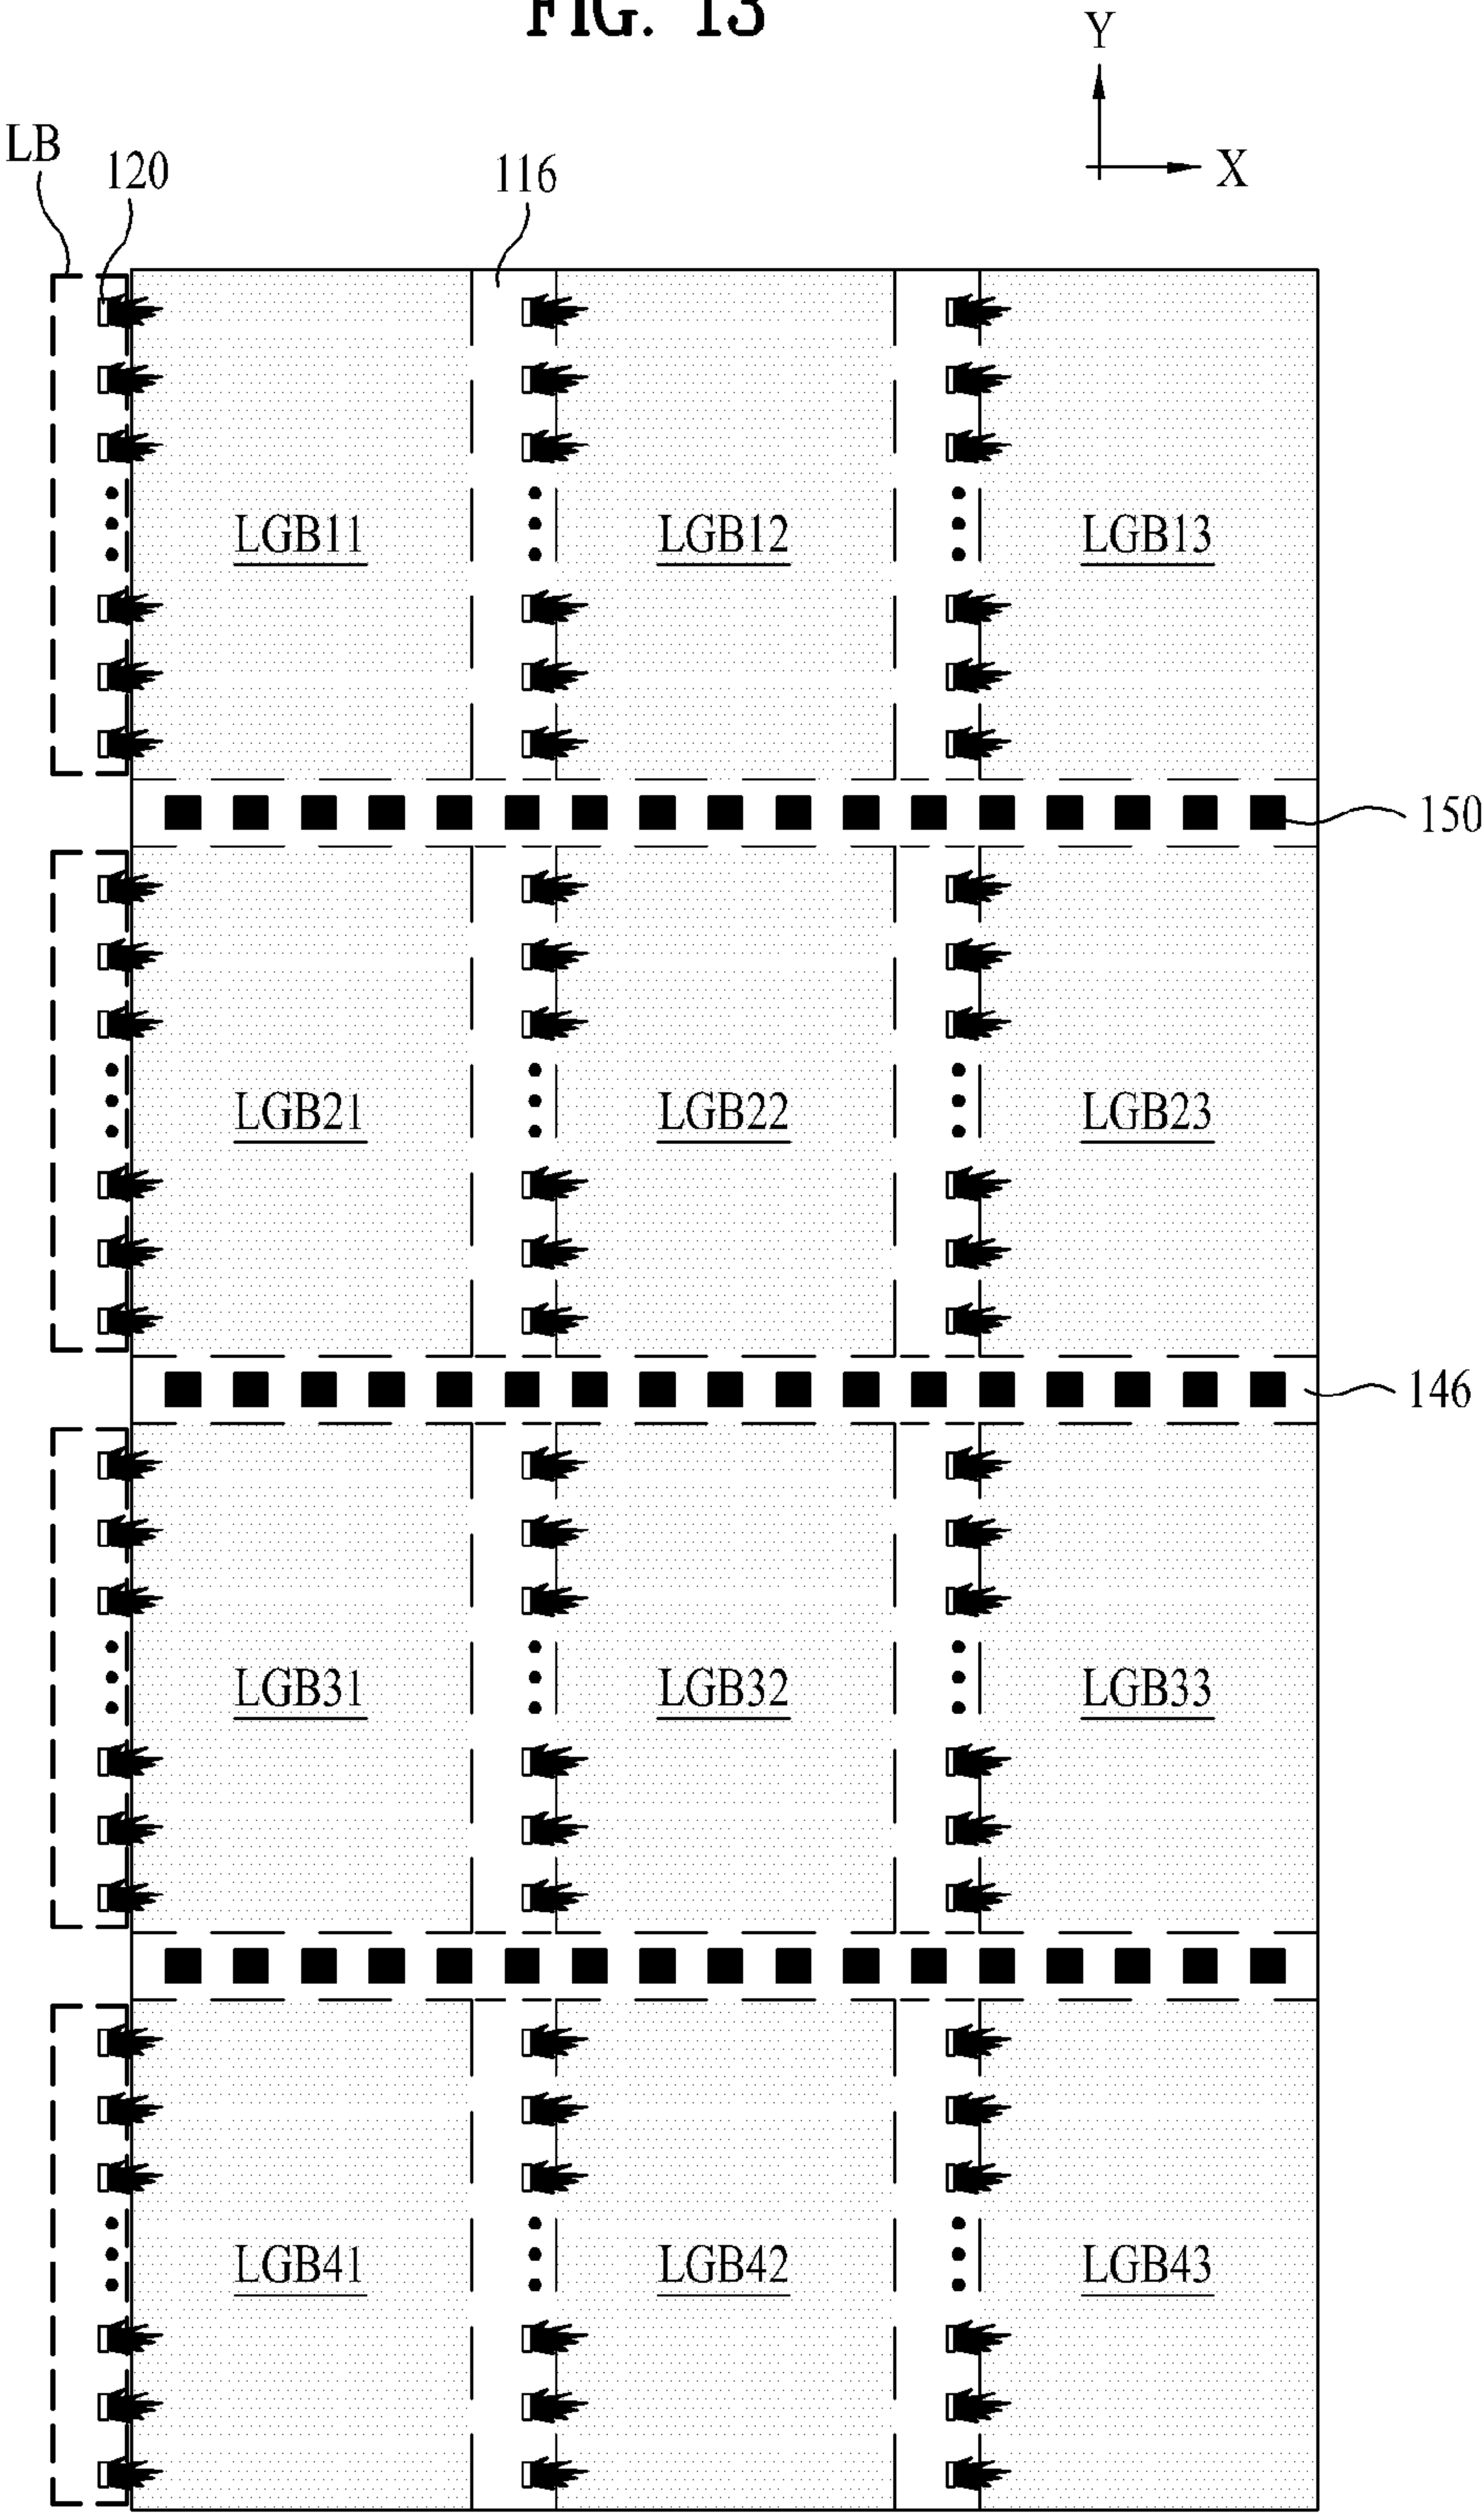 FIG. 13
Y
X
LB
120
116
LGB11
LGB12
LGB13
150
LGB21
LGB22
LGB23
146
LGB31
LGB32
LGB33
LGB41
LGB42
LGB43